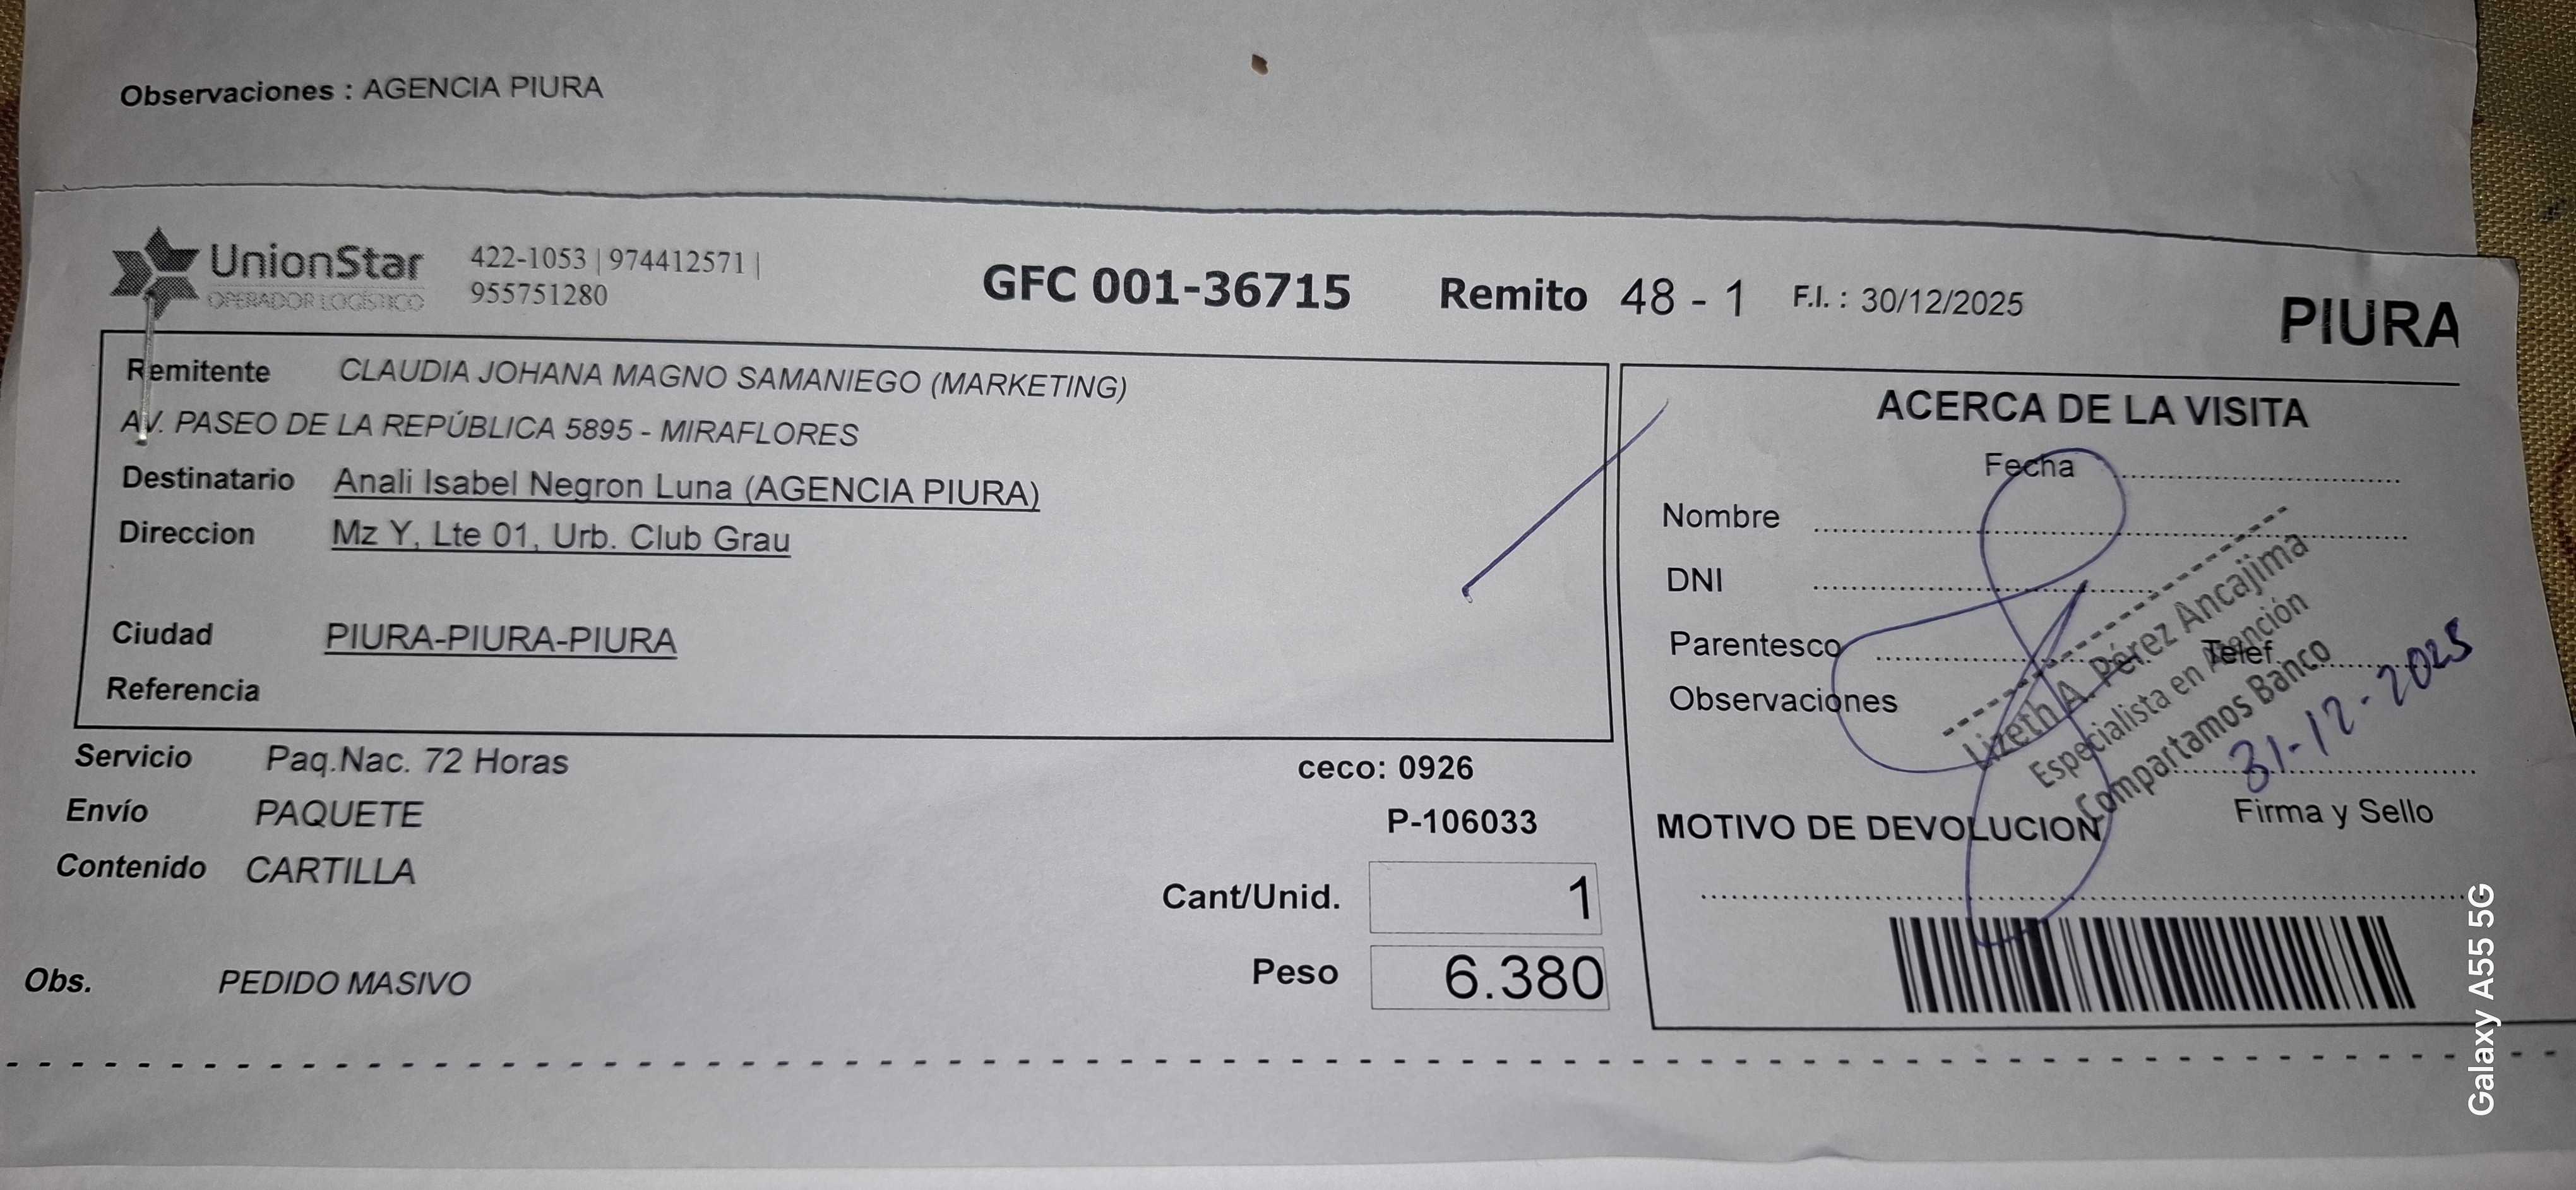 Observaciones : AGENCIA PIURA
UnionStar
OPERADOR LOGÍSTICO
422-1053 | 974412571 |
955751280
GFC 001-36715 Remito 48 - 1 F.I. : 30/12/2025 PIURA
Remitente CLAUDIA JOHANA MAGNO SAMANIEGO (MARKETING)
AV. PASEO DE LA REPÚBLICA 5895 - MIRAFLORES
Destinatario Anali Isabel Negron Luna (AGENCIA PIURA)
Direccion Mz Y, Lte 01, Urb. Club Grau
Ciudad PIURA-PIURA-PIURA
Referencia
Servicio Paq.Nac. 72 Horas
ceco: 0926
Envío PAQUETE
P-106033
Contenido CARTILLA
Cant/Unid. 1
Peso 6.380
Obs. PEDIDO MASIVO
ACERCA DE LA VISITA
Fecha
Nombre
DNI
Parentesco
Telef.
Observaciones
Lizeth A. Pérez Ancajima
Especialista en Atención
Compartamos Banco
31-12-2025
Firma y Sello
MOTIVO DE DEVOLUCION
Galaxy A55 5G